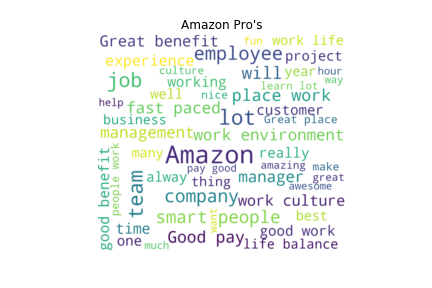 Amazon Pro's
Great benefit fun work life
employee project
experience
culture will year hour
job working learn lot way
well nice place work
help fast paced lot customer
business Great place
management work environment
many Amazon really
pay good amazing make
alway thing manager great
awesome
good benefit people work team company work culture
smart people want best
time Good pay good work
one much life balance